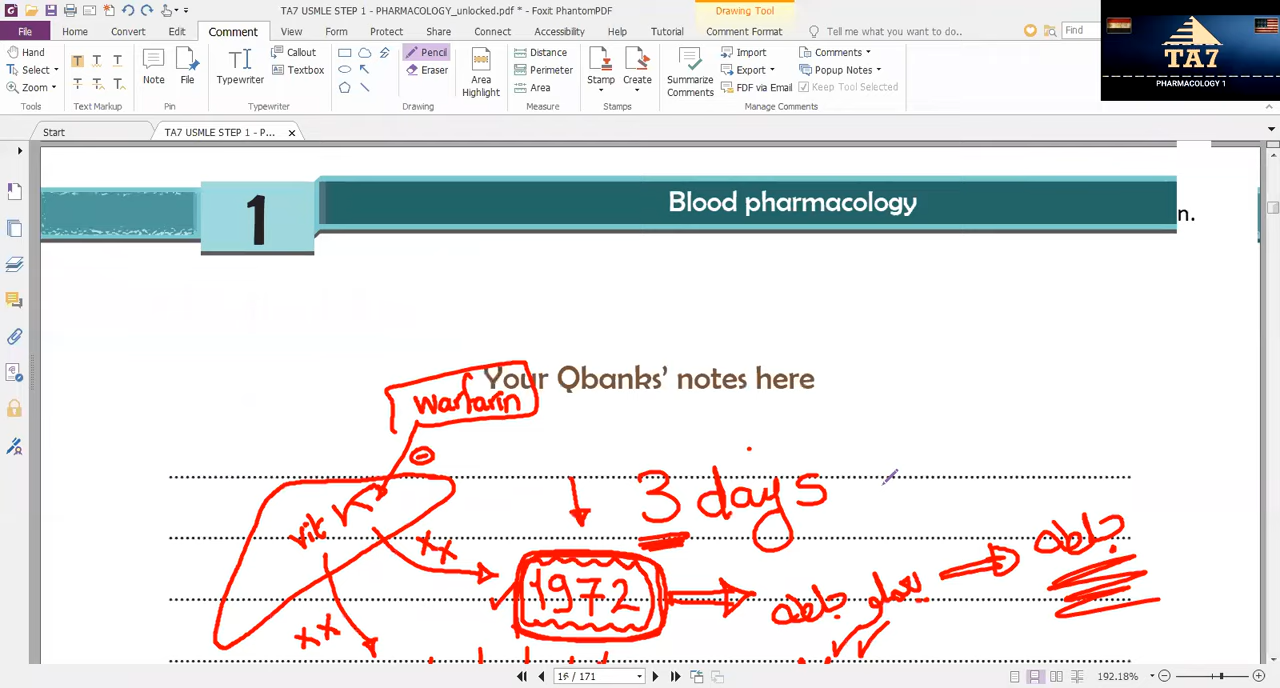 TA7 USMLE STEP 1 - PHARMACOLOGY_unlocked.pdf * - Foxit PhantomPDF
Drawing Tool
File Home Convert Edit Comment View Form Protect Share Connect Accessibility Help Tutorial Comment Format Tell me what you want to do.. Find
Hand
Select
Zoom
Tools
Text Markup
Note
File
Pin
Typewriter
Callout
Textbox
Typewriter
Pencil
Eraser
Drawing
Area Highlight
Distance
Perimeter
Area
Measure
Stamp
Create
Stamps
Summarize Comments
Import
Export
FDF via Email
Comments
Popup Notes
Keep Tool Selected
Manage Comments
TA7
PHARMACOLOGY 1
Start
TA7 USMLE STEP 1 - P...
1
Blood pharmacology
n.
Your Qbanks' notes here
warfarin
3 days
vit K
xx
1972
xx
16 / 171
192.18%